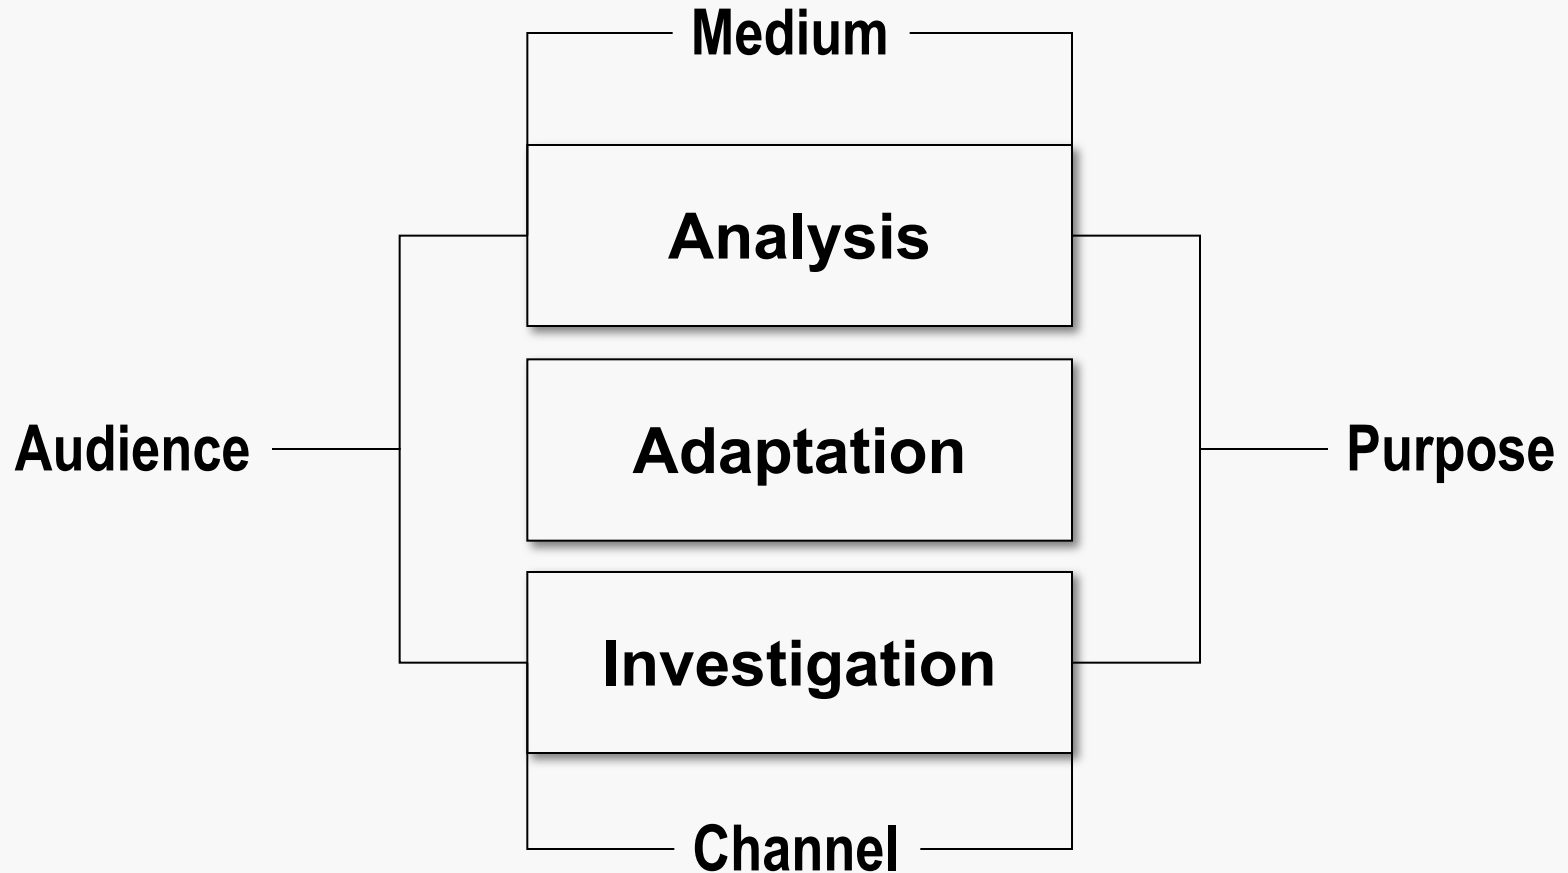 Medium
Analysis
Audience
Adaptation
Purpose
Investigation
Channel